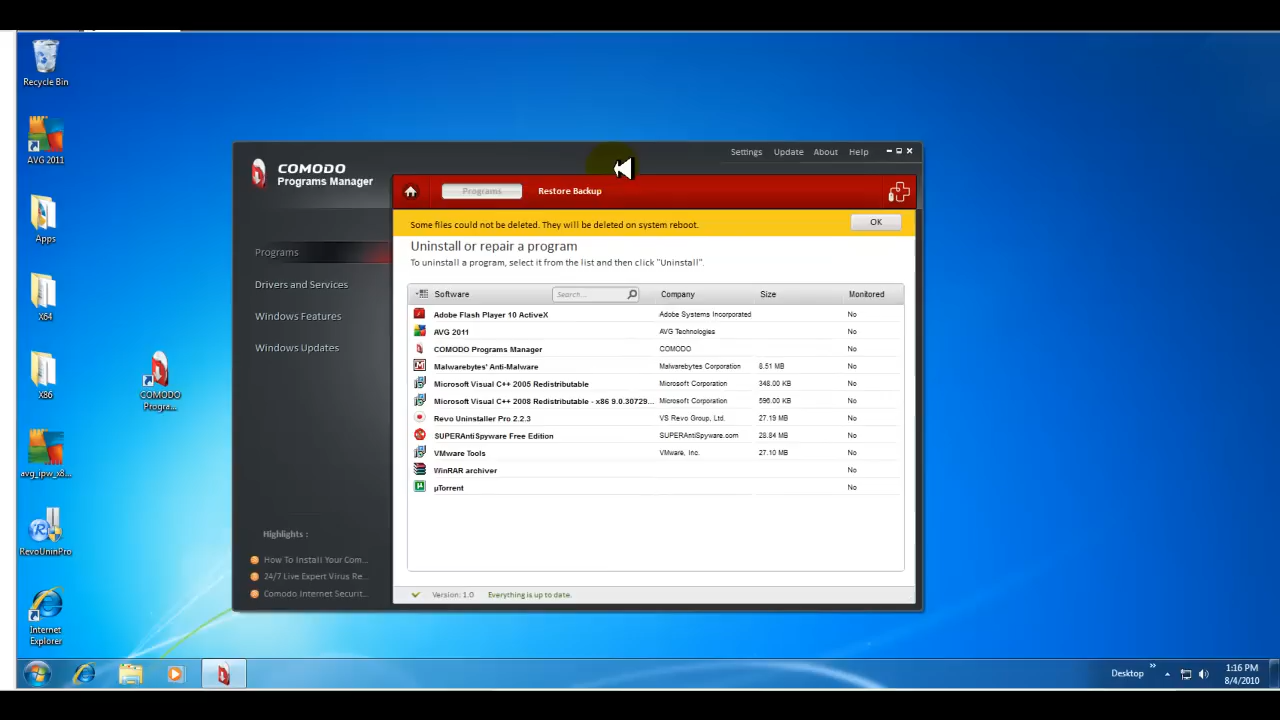 Recycle Bin
AVG 2011
Apps
X64
X86
avg_ipw_x8...
RevoUninPro
Internet
Explorer
COMODO
Progra...
COMODO
Programs Manager
Settings
Update
About
Help
Programs
Restore Backup
Some files could not be deleted. They will be deleted on system reboot.
OK
Programs
Drivers and Services
Windows Features
Windows Updates
Uninstall or repair a program
To uninstall a program, select it from the list and then click "Uninstall".
Software Search... Company Size Monitored
Adobe Flash Player 10 ActiveX Adobe Systems Incorporated No
AVG 2011 AVG Technologies No
COMODO Programs Manager COMODO No
Malwarebytes' Anti-Malware Malwarebytes Corporation 8.51 MB No
Microsoft Visual C++ 2005 Redistributable Microsoft Corporation 348.00 KB No
Microsoft Visual C++ 2008 Redistributable - x86 9.0.30729... Microsoft Corporation 596.00 KB No
Revo Uninstaller Pro 2.2.3 VS Revo Group, Ltd. 27.19 MB No
SUPERAntiSpyware Free Edition SUPERAntiSpyware.com 28.84 MB No
VMware Tools VMware, Inc. 27.10 MB No
WinRAR archiver No
µTorrent No
Highlights :
How To Install Your Com...
24/7 Live Expert Virus Re...
Comodo Internet Securit...
Version: 1.0 Everything is up to date.
Desktop
1:16 PM
8/4/2010